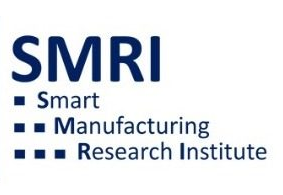 SMRI
Smart
Manufacturing
Research Institute